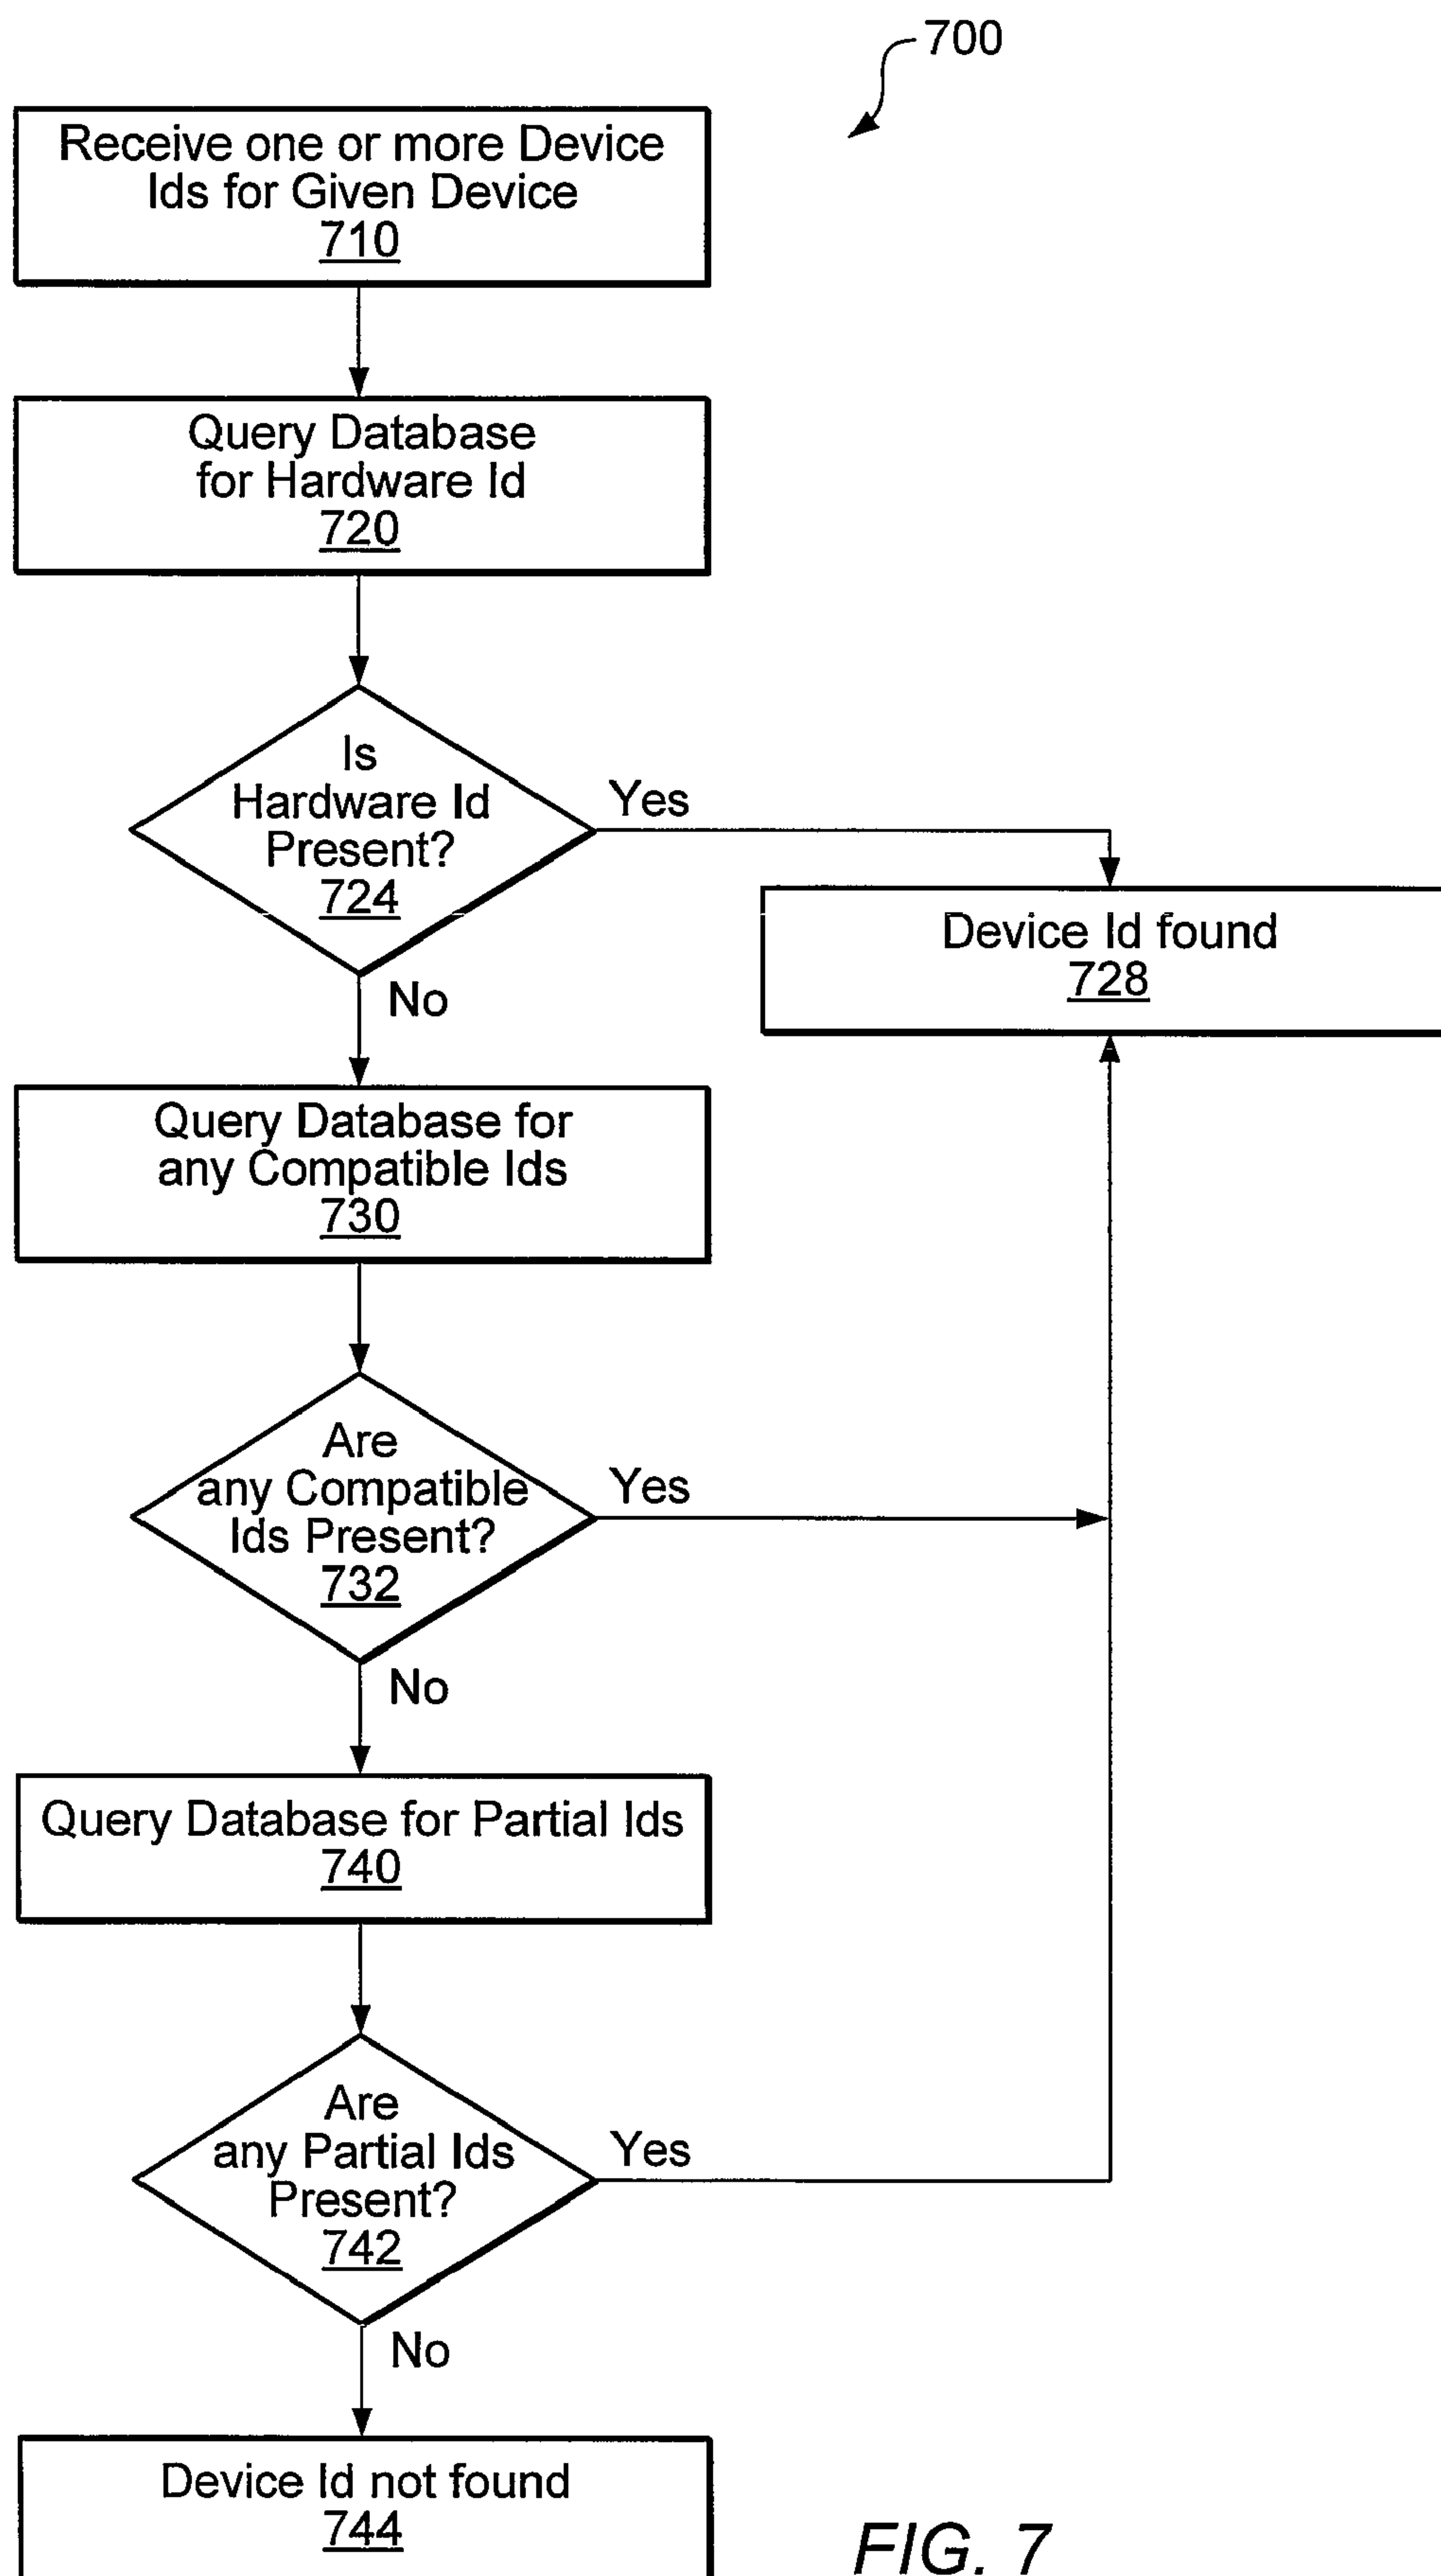 700
Receive one or more Device
Ids for Given Device
710
Query Database
for Hardware Id
720
Is
Hardware Id
Present?
724
Yes
No
Device Id found
728
Query Database for
any Compatible Ids
730
Are
any Compatible
Ids Present?
732
Yes
No
Query Database for Partial Ids
740
Are
any Partial Ids
Present?
742
Yes
No
Device Id not found
744
FIG. 7